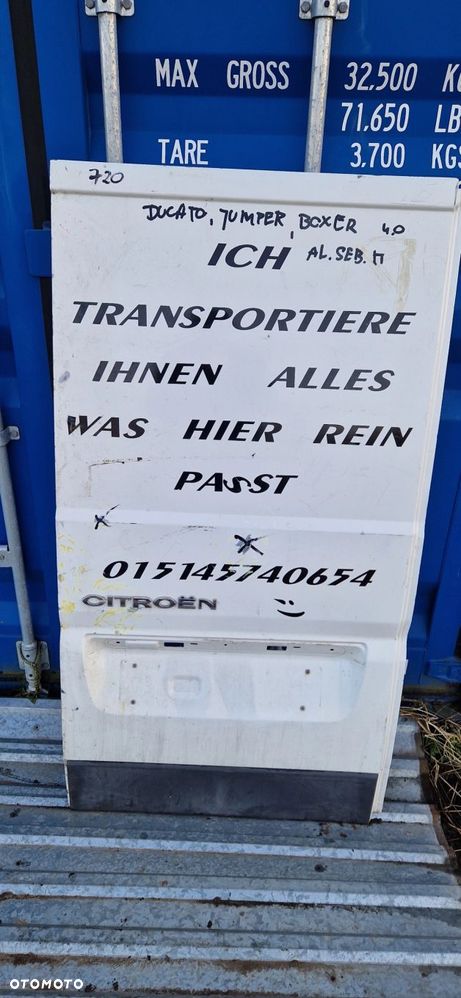 MAX GROSS 32.500 KG
71.650 LB
TARE 3.700 KGS
720
DUCATO, JUMPER, BOXER 4.0
ICH AL. SEB. M
TRANSPORTIERE
IHNEN ALLES
WAS HIER REIN
PASST
015145740654
CITROËN
OTOMOTO